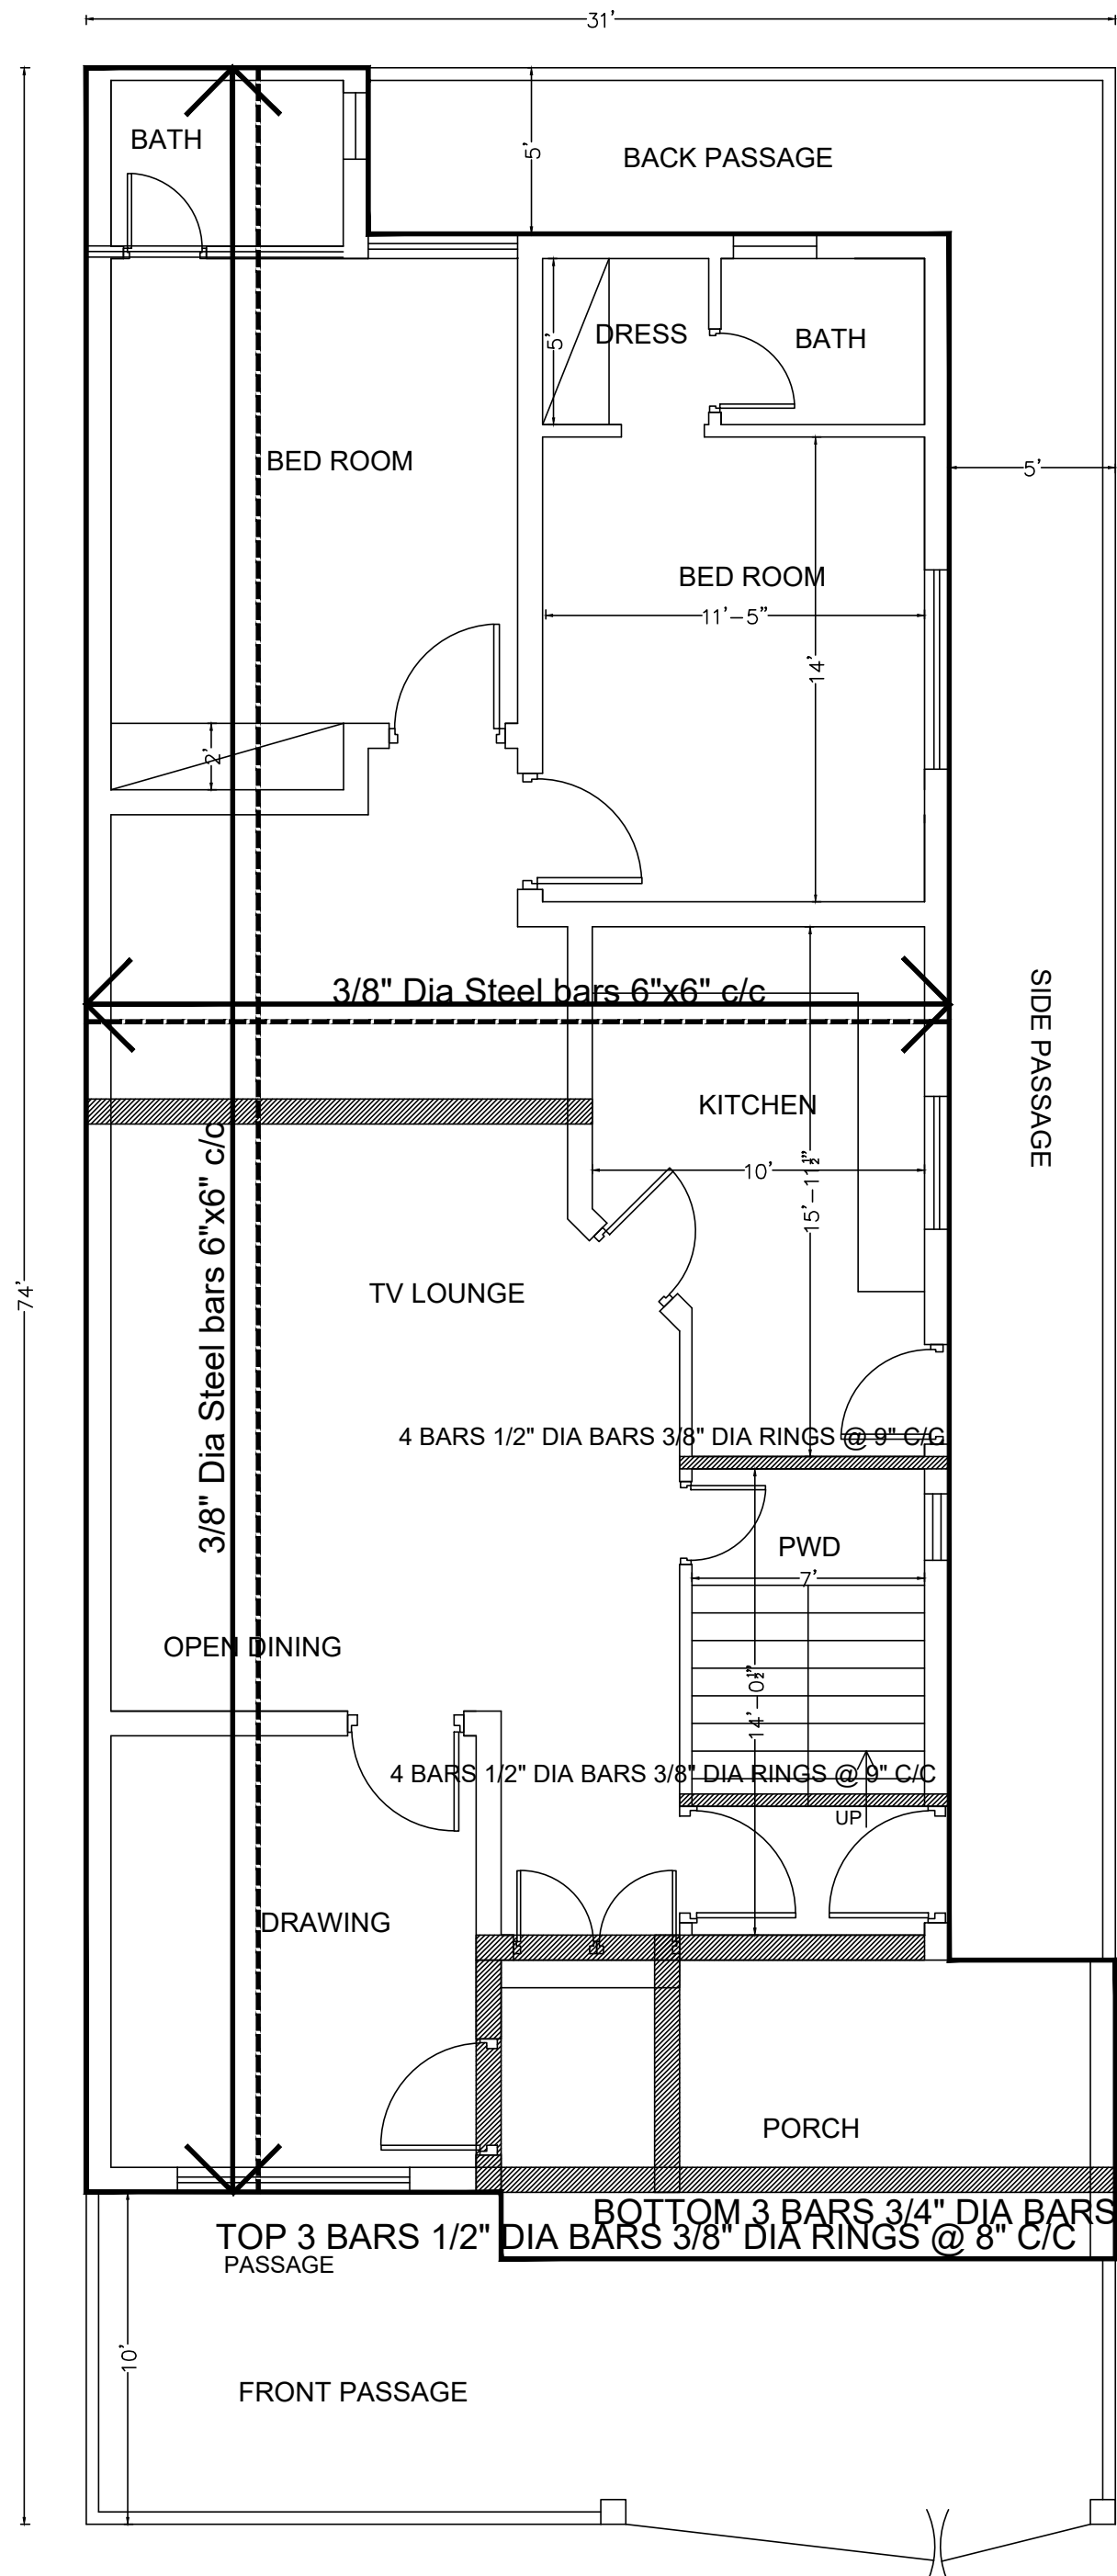 31'
BATH
5'
BACK PASSAGE
5'
DRESS
BATH
BED ROOM
5'
BED ROOM
11'-5"
14'
2'
3/8" Dia Steel bars 6"x6" c/c
SIDE PASSAGE
KITCHEN
3/8" Dia Steel bars 6"x6" c/c
10'
15'-11½"
74'
TV LOUNGE
4 BARS 1/2" DIA BARS 3/8" DIA RINGS @ 9" C/C
PWD
7'
OPEN DINING
14'-0½"
4 BARS 1/2" DIA BARS 3/8" DIA RINGS @ 9" C/C
UP
DRAWING
PORCH
BOTTOM 3 BARS 3/4" DIA BARS
TOP 3 BARS 1/2" DIA BARS 3/8" DIA RINGS @ 8" C/C
PASSAGE
10'
FRONT PASSAGE